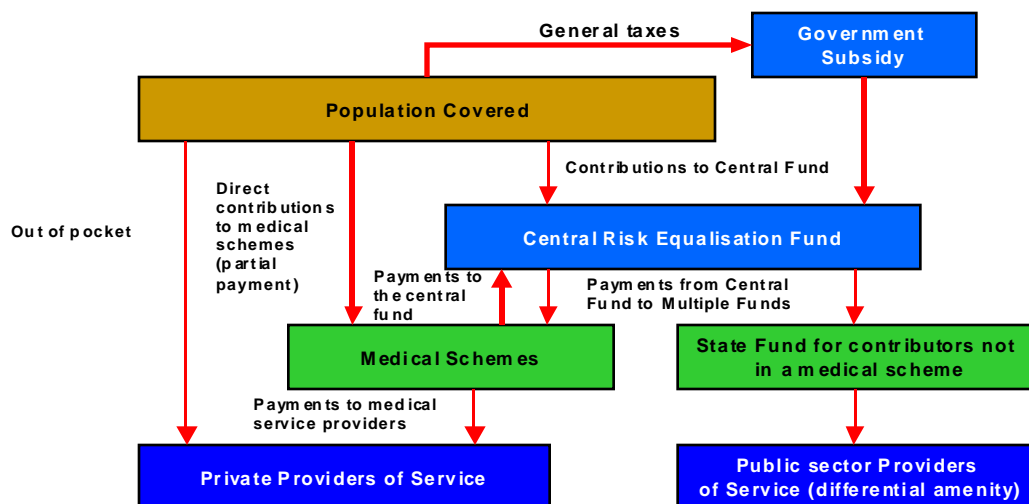 General taxes
Government
Subsidy
Population Covered
Contributions to Central Fund
Direct
contributions
to medical
schemes
(partial
payment)
Out of pocket
Central Risk Equalisation Fund
Payments to
the central
fund
Payments from Central
Fund to Multiple Funds
Medical Schemes
State Fund for contributors not
in a medical scheme
Payments to medical
service providers
Private Providers of Service
Public sector Providers
of Service (differential amenity)